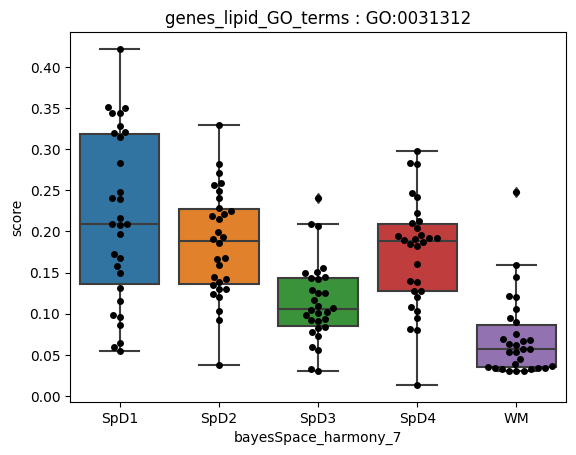 genes_lipid_GO_terms : GO:0031312
0.40
0.35
0.30
0.25
0.20
0.15
0.10
0.05
0.00
score
SpD1 SpD2 SpD3 SpD4 WM
bayesSpace_harmony_7